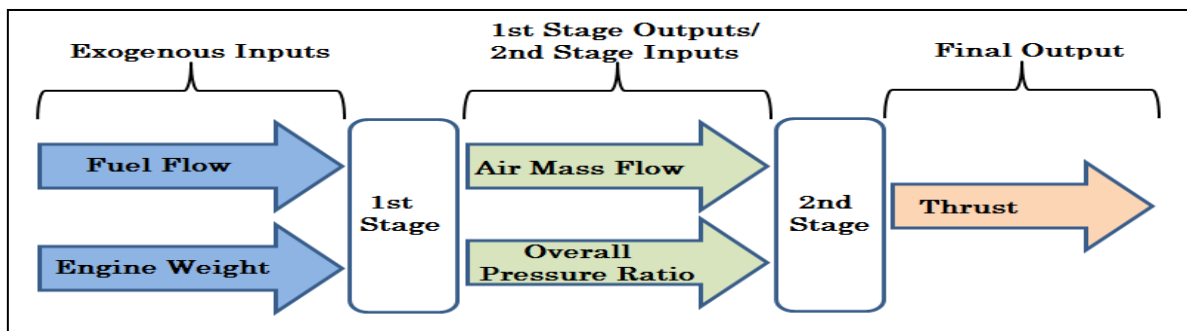 Exogenous Inputs
1st Stage Outputs/
2nd Stage Inputs
Final Output
Fuel Flow
Engine Weight
1st
Stage
Air Mass Flow
Overall
Pressure Ratio
2nd
Stage
Thrust